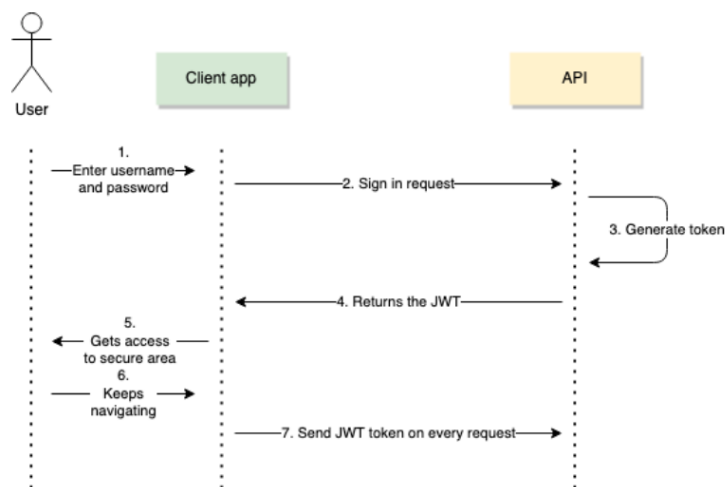 Client app
API
User
1.
Enter username
and password
2. Sign in request
3. Generate token
4. Returns the JWT
5.
Gets access
to secure area
6.
Keeps
navigating
7. Send JWT token on every request